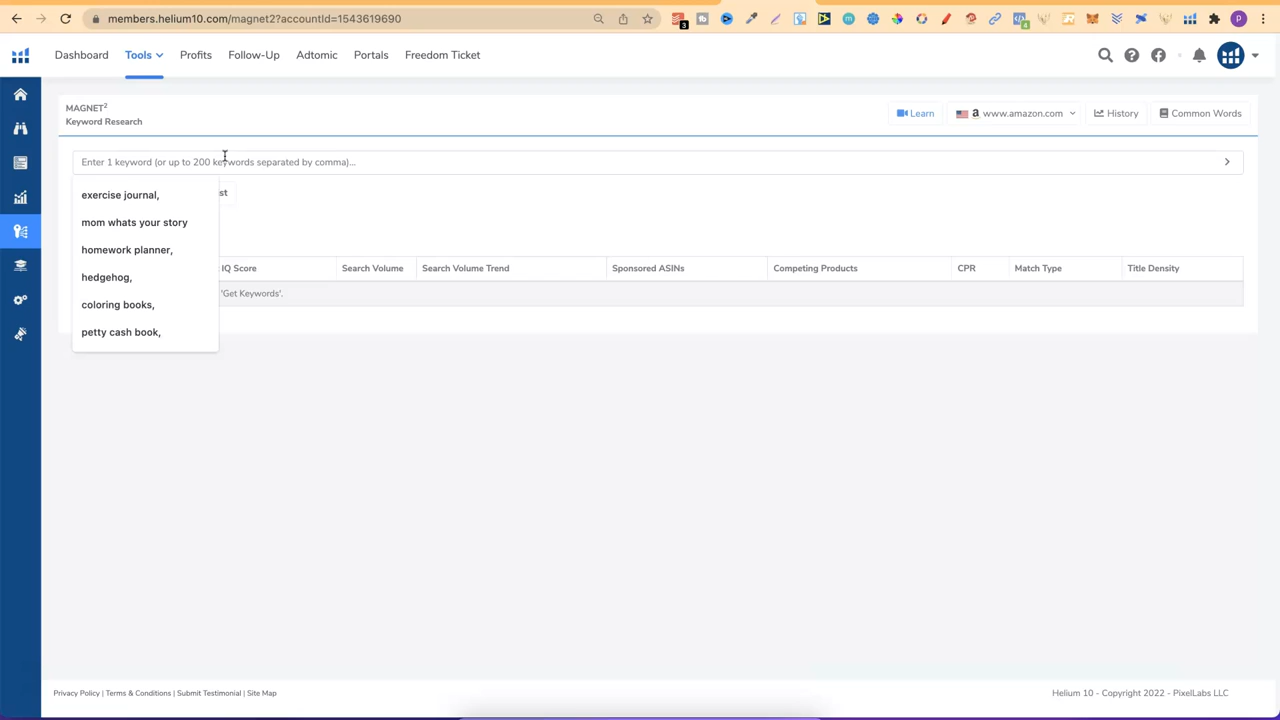 members.helium10.com/magnet2?accountId=1543619690
3
4
P
Dashboard
Tools
Profits
Follow-Up
Adtomic
Portals
Freedom Ticket
MAGNET2
Keyword Research
Learn
a www.amazon.com
History
Common Words
Enter 1 keyword (or up to 200 keywords separated by comma)...
exercise journal,
st
mom whats your story
homework planner,
hedgehog,
coloring books,
petty cash book,
IQ Score
Search Volume
Search Volume Trend
Sponsored ASINs
Competing Products
CPR
Match Type
Title Density
'Get Keywords'.
Privacy Policy | Terms & Conditions | Submit Testimonial | Site Map
Helium 10 - Copyright 2022 - PixelLabs LLC